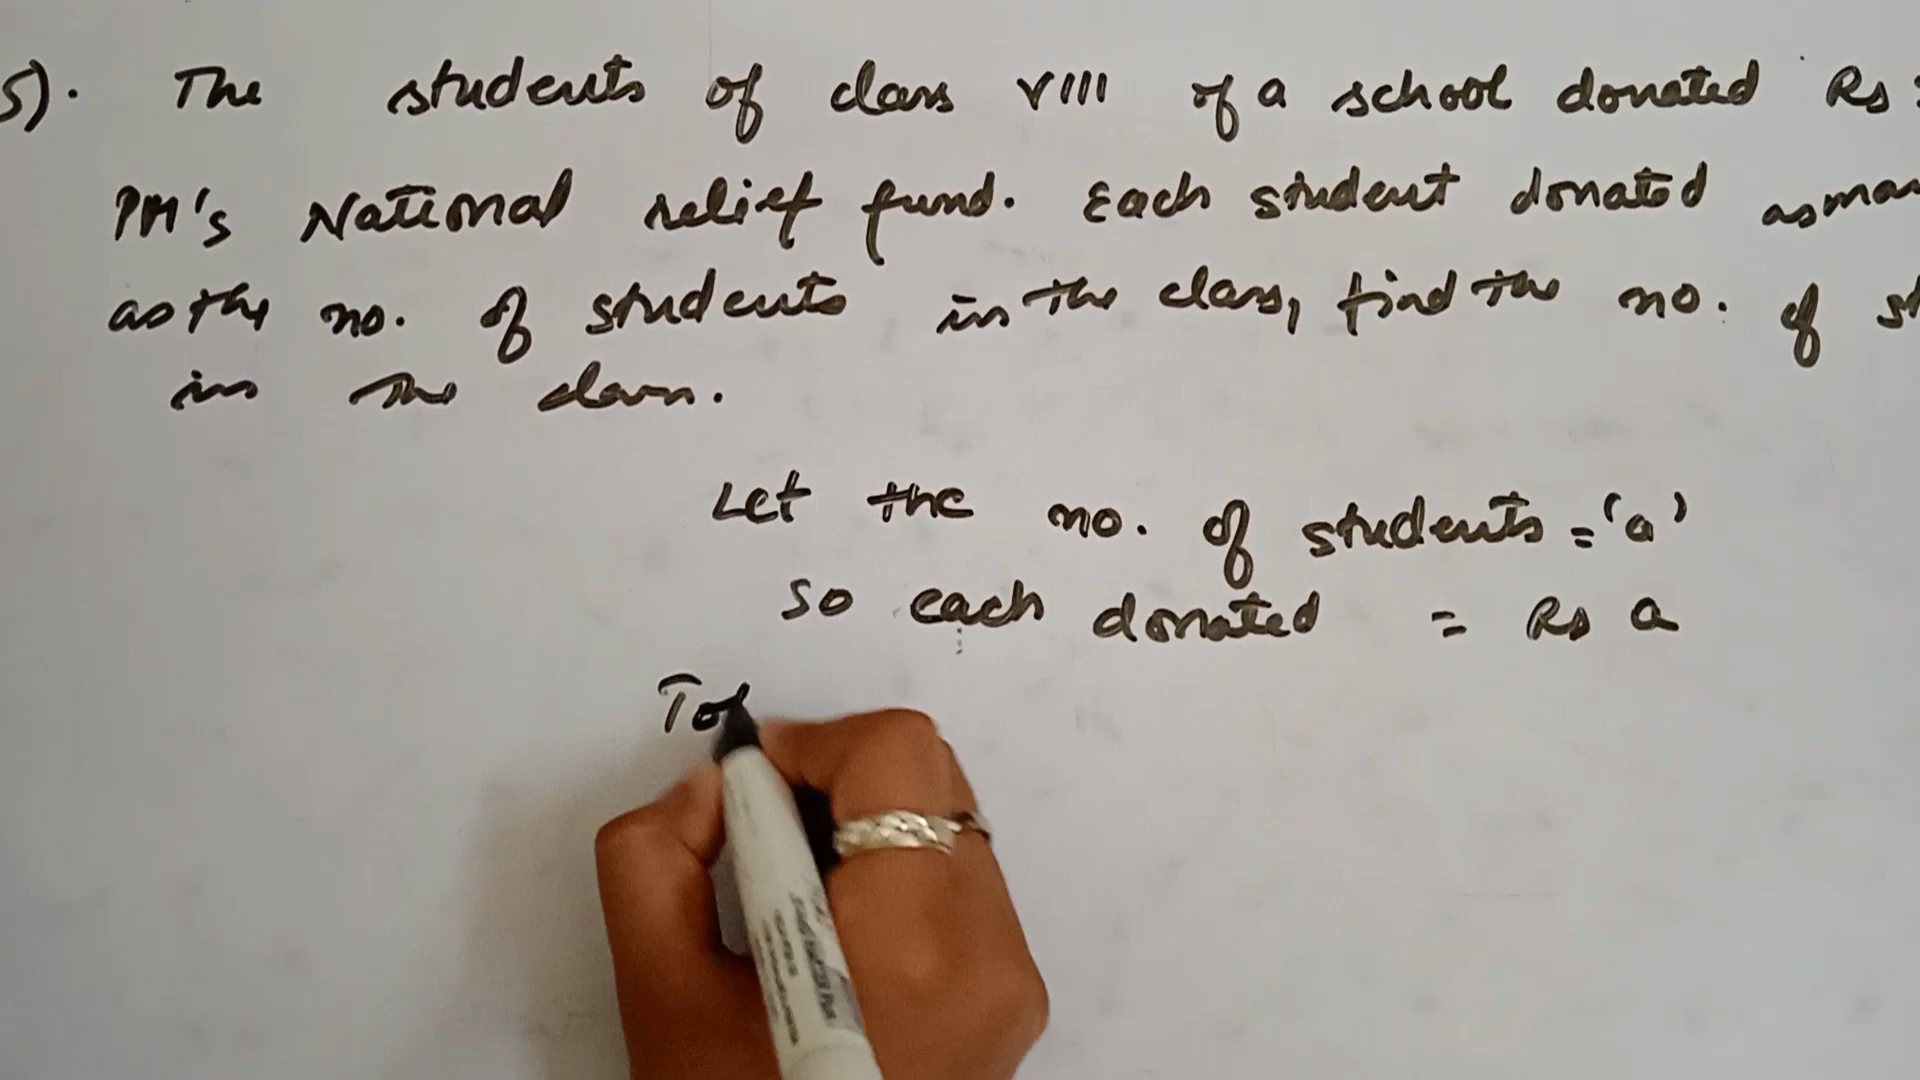 5). The students of class VIII of a school donated Rs
PM's National relief fund. Each student donated as man
as the no. of students in the class, find the no. of st
in the class.
Let the no. of students = 'a'
so each donated = Rs a
Tot